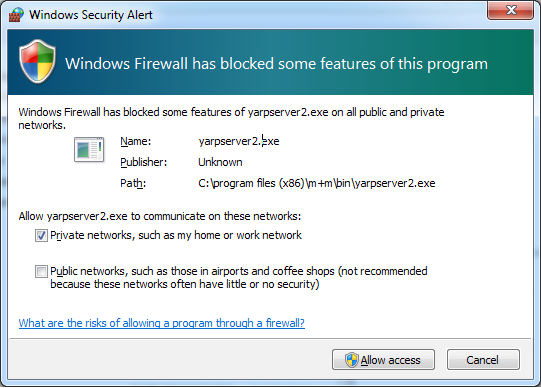 Windows Security Alert
Windows Firewall has blocked some features of this program
Windows Firewall has blocked some features of yarpserver2.exe on all public and private
networks.
Name: yarpserver2.exe
Publisher: Unknown
Path: C:\program files (x86)\m+m\bin\yarpserver2.exe
Allow yarpserver2.exe to communicate on these networks:
Private networks, such as my home or work network
Public networks, such as those in airports and coffee shops (not recommended
because these networks often have little or no security)
What are the risks of allowing a program through a firewall?
Allow access Cancel